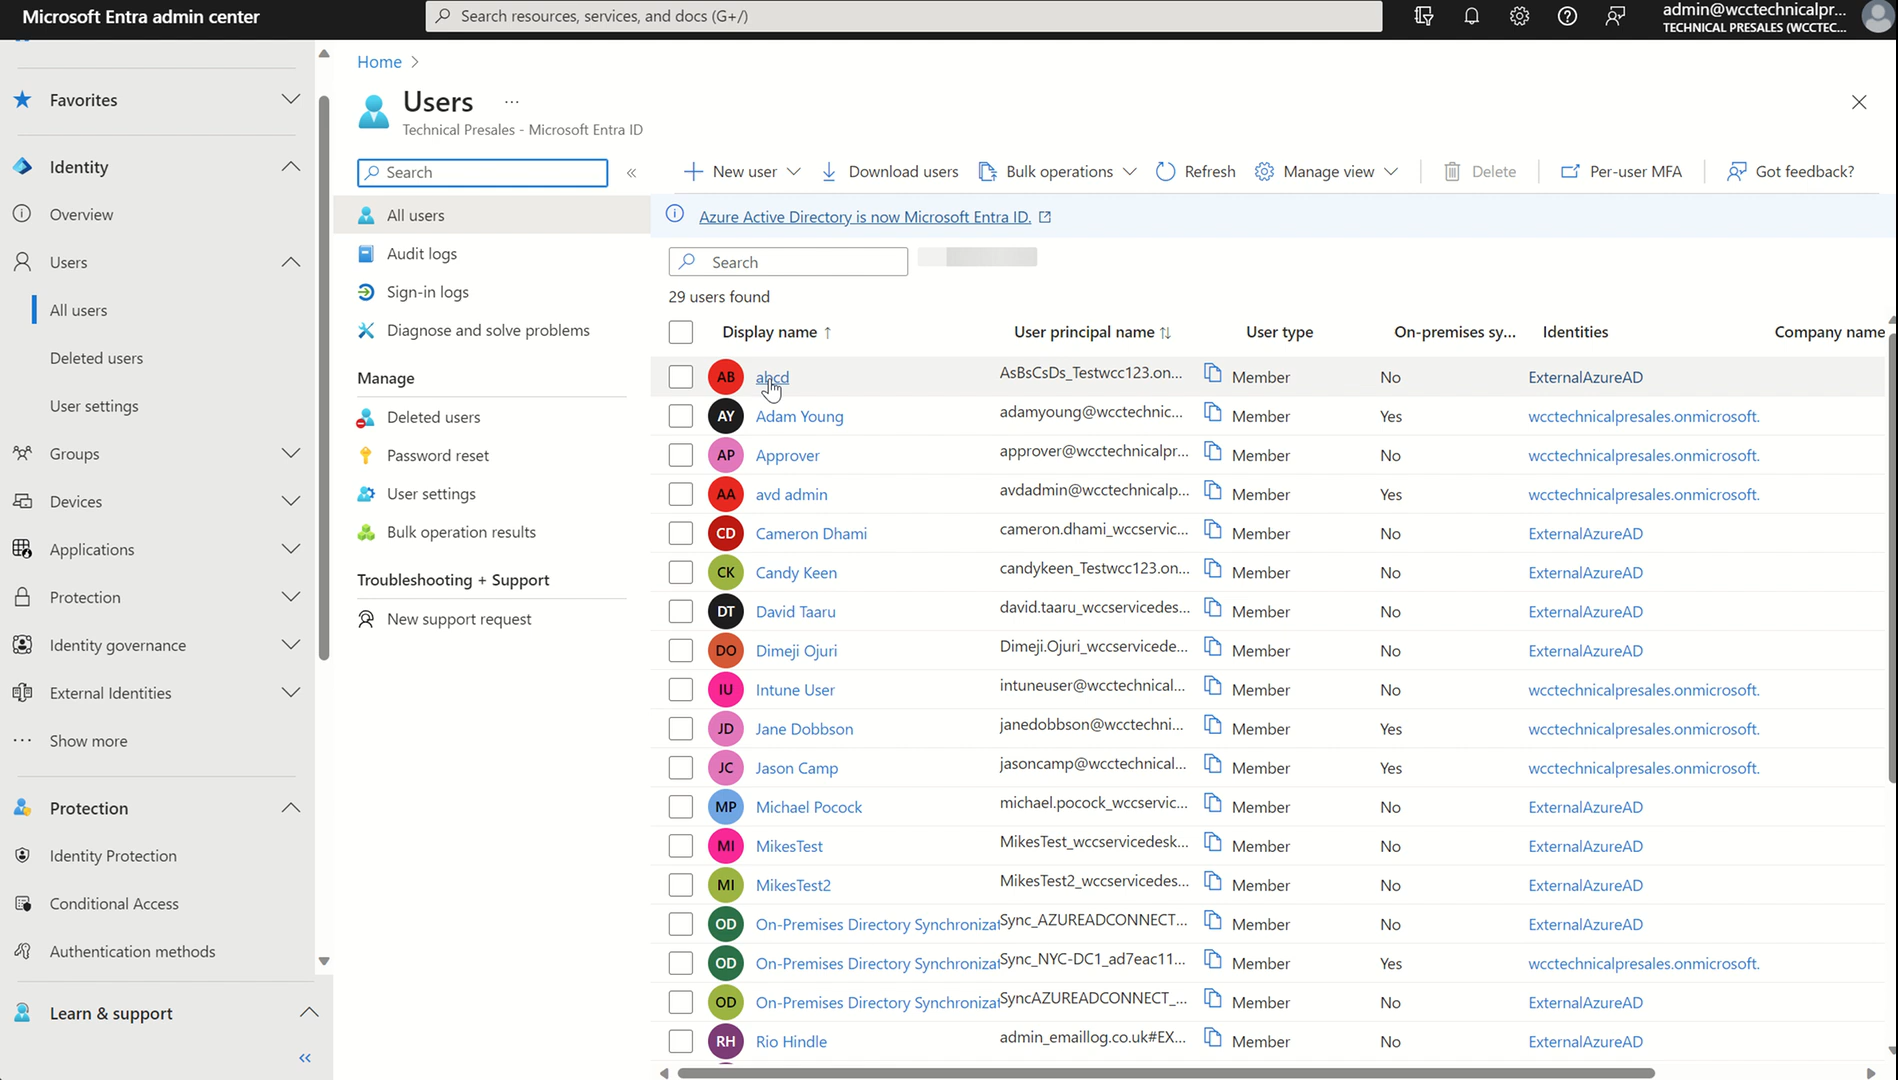 Microsoft Entra admin center
Search resources, services, and docs (G+/)
admin@wcctechnicalpr...
TECHNICAL PRESALES (WCCTEC...
Favorites
Identity
Overview
Users
All users
Deleted users
User settings
Groups
Devices
Applications
Protection
Identity governance
External Identities
Show more
Protection
Identity Protection
Conditional Access
Authentication methods
Learn & support
Home
Users
Technical Presales - Microsoft Entra ID
Search
All users
Audit logs
Sign-in logs
Diagnose and solve problems
Manage
Deleted users
Password reset
User settings
Bulk operation results
Troubleshooting + Support
New support request
New user Download users Bulk operations Refresh Manage view Delete Per-user MFA Got feedback?
Azure Active Directory is now Microsoft Entra ID.
Search
29 users found
Display name User principal name User type On-premises sy... Identities Company name
AB abcd AsBsCsDs_Testwcc123.on... Member No ExternalAzureAD
AY Adam Young adamyoung@wcctechnic... Member Yes wcctechnicalpresales.onmicrosoft.
AP Approver approver@wcctechnicalpr... Member No wcctechnicalpresales.onmicrosoft.
AA avd admin avdadmin@wcctechnicalp... Member Yes wcctechnicalpresales.onmicrosoft.
CD Cameron Dhami cameron.dhami_wccservic... Member No ExternalAzureAD
CK Candy Keen candykeen_Testwcc123.on... Member No ExternalAzureAD
DT David Taaru david.taaru_wccservicedes... Member No ExternalAzureAD
DO Dimeji Ojuri Dimeji.Ojuri_wccservicede... Member No ExternalAzureAD
IU Intune User intuneuser@wcctechnical... Member No wcctechnicalpresales.onmicrosoft.
JD Jane Dobbson janedobbson@wcctechni... Member Yes wcctechnicalpresales.onmicrosoft.
JC Jason Camp jasoncamp@wcctechnical... Member Yes wcctechnicalpresales.onmicrosoft.
MP Michael Pocock michael.pocock_wccservic... Member No ExternalAzureAD
MI MikesTest MikesTest_wccservicedesk... Member No ExternalAzureAD
MI MikesTest2 MikesTest2_wccservicedes... Member No ExternalAzureAD
OD On-Premises Directory Synchronizat Sync_AZUREADCONNECT... Member No ExternalAzureAD
OD On-Premises Directory Synchronizat Sync_NYC-DC1_ad7eac11... Member Yes wcctechnicalpresales.onmicrosoft.
OD On-Premises Directory Synchronizat SyncAZUREADCONNECT_... Member No ExternalAzureAD
RH Rio Hindle admin_emaillog.co.uk#EX... Member No ExternalAzureAD